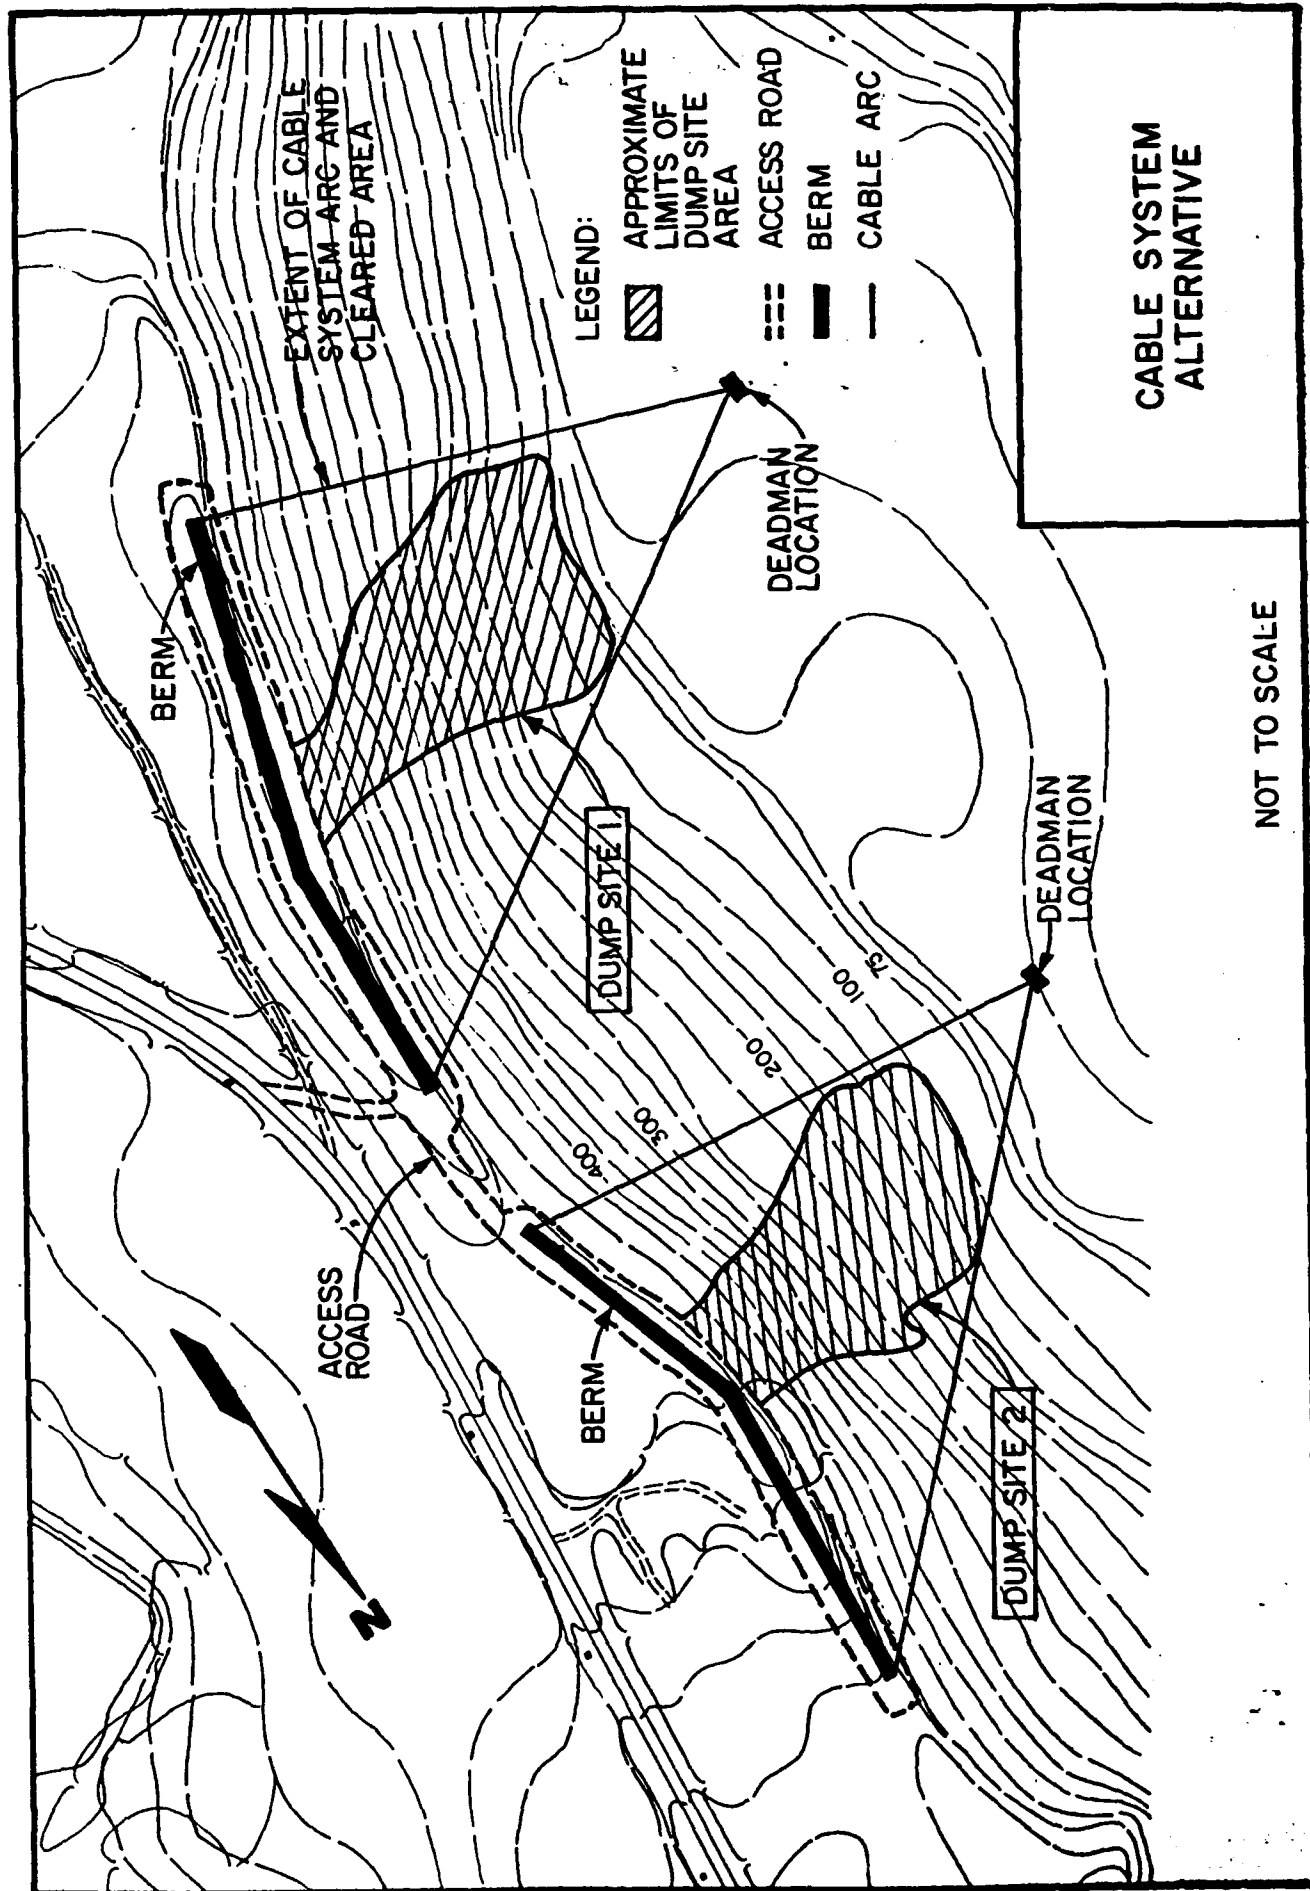 EXTENT OF CABLE
SYSTEM ARC AND
CLEARED AREA
LEGEND:
APPROXIMATE
LIMITS OF
DUMP SITE
AREA
ACCESS ROAD
BERM
CABLE ARC
BERM
DEADMAN
LOCATION
DUMP SITE 1
ACCESS
ROAD
400
300
200
100
75
DEADMAN
LOCATION
BERM
DUMP SITE 2
N
NOT TO SCALE
CABLE SYSTEM
ALTERNATIVE